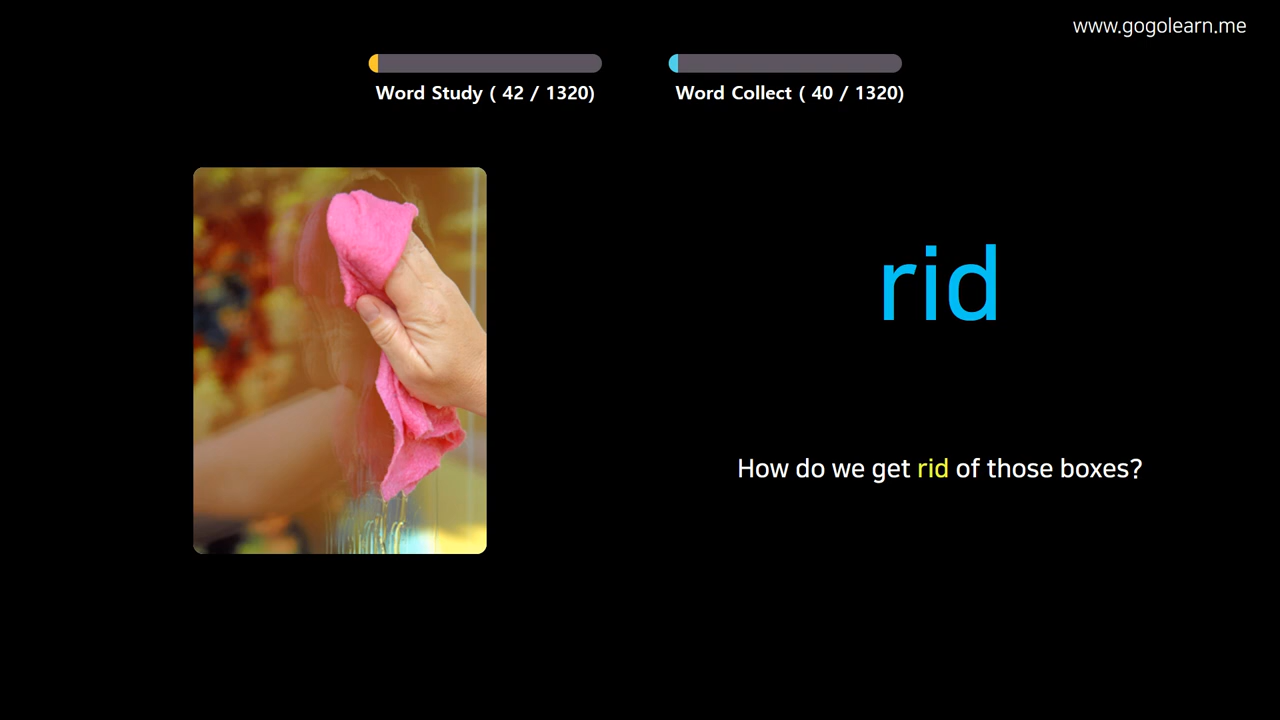 www.gogolearn.me
Word Study ( 42 / 1320)
Word Collect ( 40 / 1320)
rid
How do we get rid of those boxes?